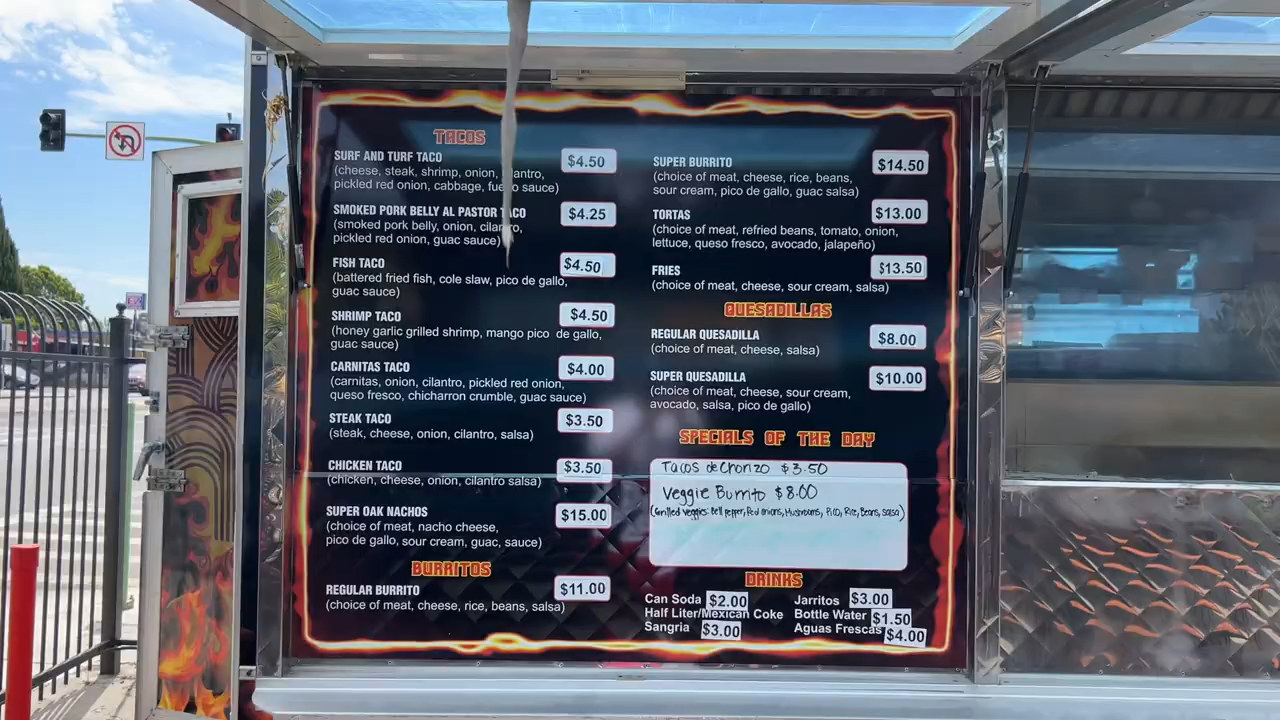 TACOS
SURF AND TURF TACO $4.50
(cheese, steak, shrimp, onion, cilantro,
pickled red onion, cabbage, fuego sauce)
SMOKED PORK BELLY AL PASTOR TACO $4.25
(smoked pork belly, onion, cilantro,
pickled red onion, guac sauce)
FISH TACO $4.50
(battered fried fish, cole slaw, pico de gallo,
guac sauce)
SHRIMP TACO $4.50
(honey garlic grilled shrimp, mango pico de gallo,
guac sauce)
CARNITAS TACO $4.00
(carnitas, onion, cilantro, pickled red onion,
queso fresco, chicharron crumble, guac sauce)
STEAK TACO $3.50
(steak, cheese, onion, cilantro, salsa)
CHICKEN TACO $3.50
(chicken, cheese, onion, cilantro salsa)
SUPER OAK NACHOS $15.00
(choice of meat, nacho cheese,
pico de gallo, sour cream, guac, sauce)
BURRITOS
REGULAR BURRITO $11.00
(choice of meat, cheese, rice, beans, salsa)
SUPER BURRITO $14.50
(choice of meat, cheese, rice, beans,
sour cream, pico de gallo, guac salsa)
TORTAS $13.00
(choice of meat, refried beans, tomato, onion,
lettuce, queso fresco, avocado, jalapeño)
FRIES $13.50
(choice of meat, cheese, sour cream, salsa)
QUESADILLAS
REGULAR QUESADILLA $8.00
(choice of meat, cheese, salsa)
SUPER QUESADILLA $10.00
(choice of meat, cheese, sour cream,
avocado, salsa, pico de gallo)
SPECIALS OF THE DAY
Tacos de Chorizo $3.50
Veggie Burrito $8.00
(Grilled veggies: Bell pepper, Red onions, Mushrooms, Pico, Rice, Beans, salsa)
DRINKS
Can Soda $2.00
Half Liter/Mexican Coke
Sangria $3.00
Jarritos $3.00
Bottle Water $1.50
Aguas Frescas $4.00